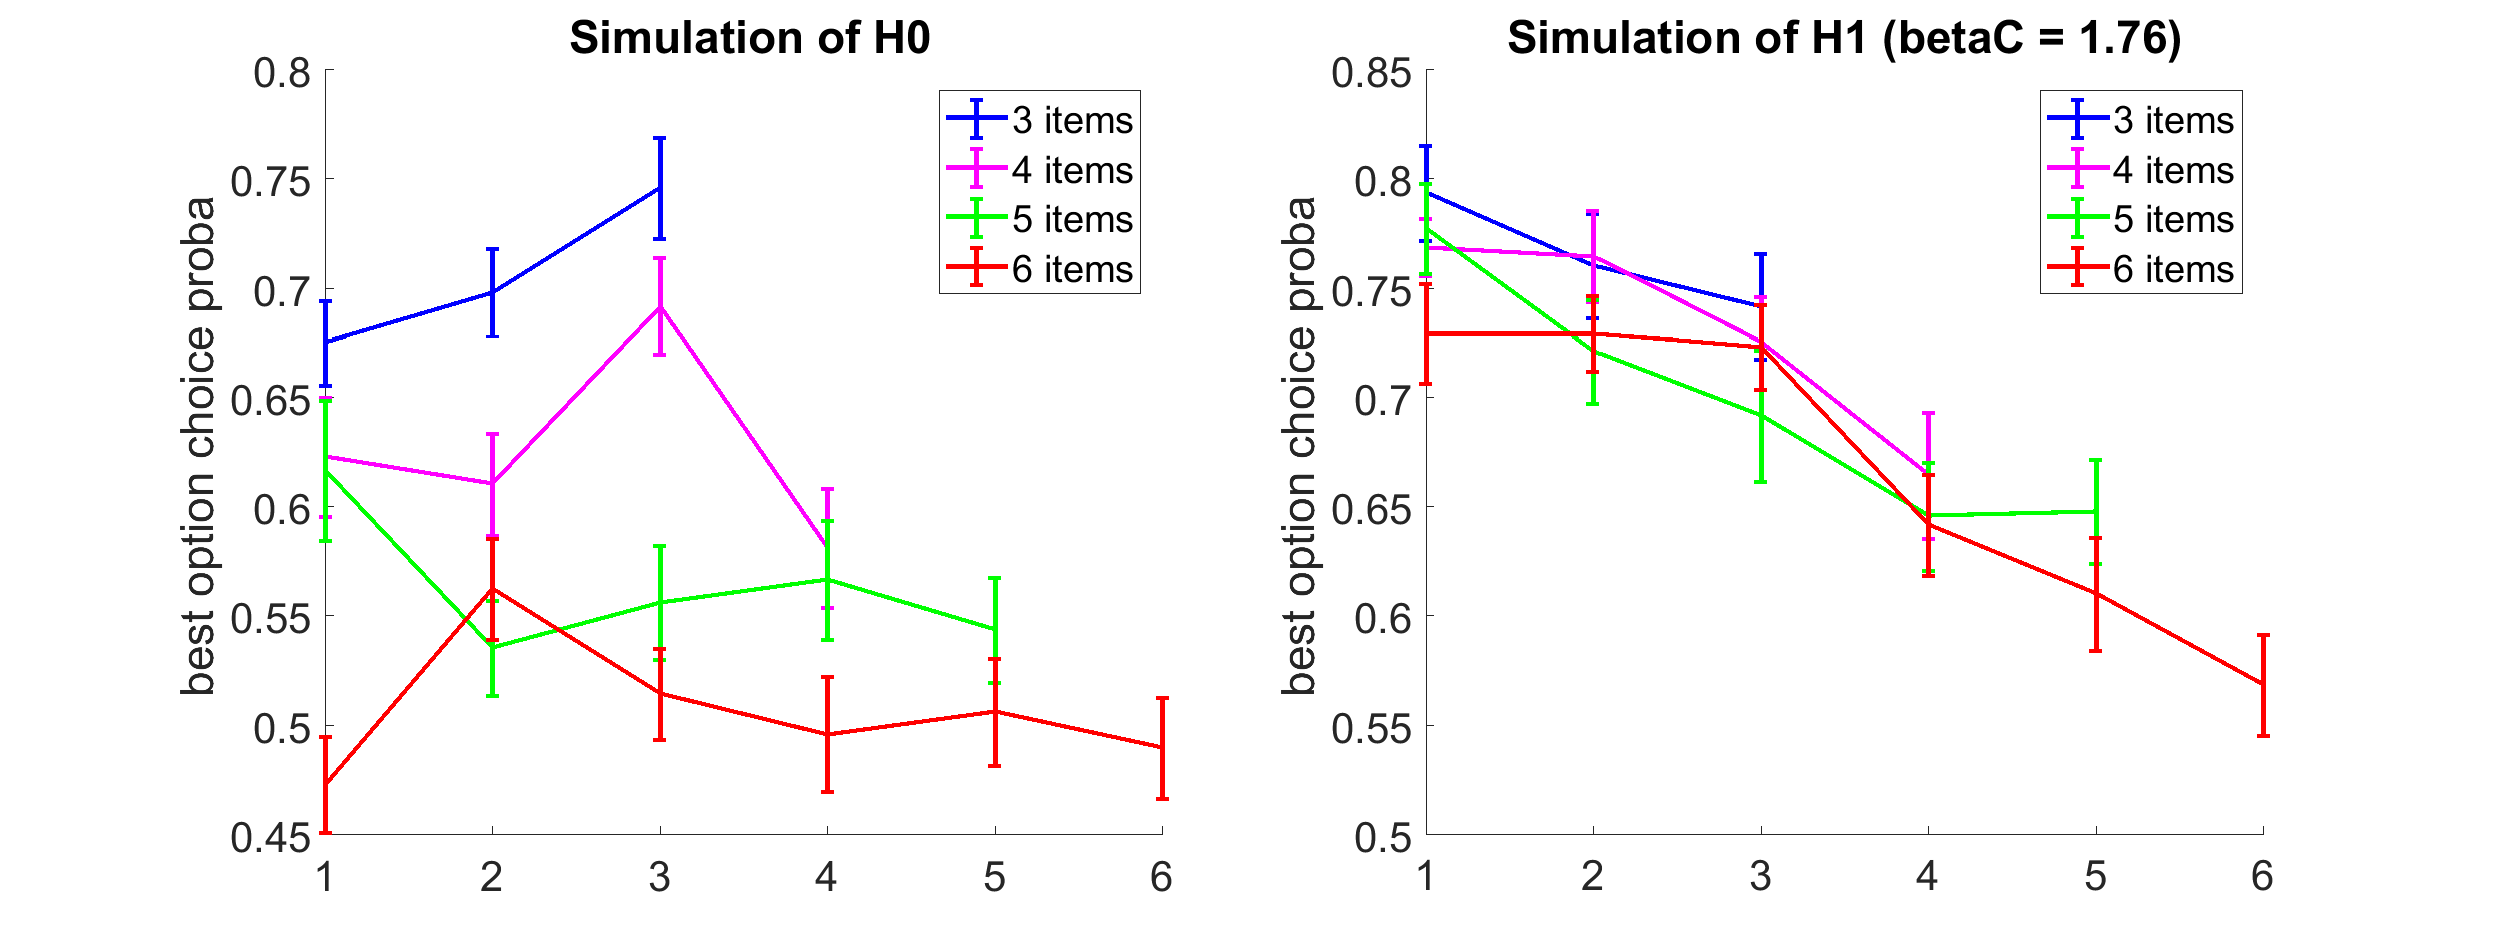 Simulation of H0
0.8
0.75
0.7
0.65
0.6
0.55
0.5
0.45
best option choice proba
1 2 3 4 5 6
3 items
4 items
5 items
6 items
Simulation of H1 (betaC = 1.76)
0.85
0.8
0.75
0.7
0.65
0.6
0.55
0.5
best option choice proba
1 2 3 4 5 6
3 items
4 items
5 items
6 items